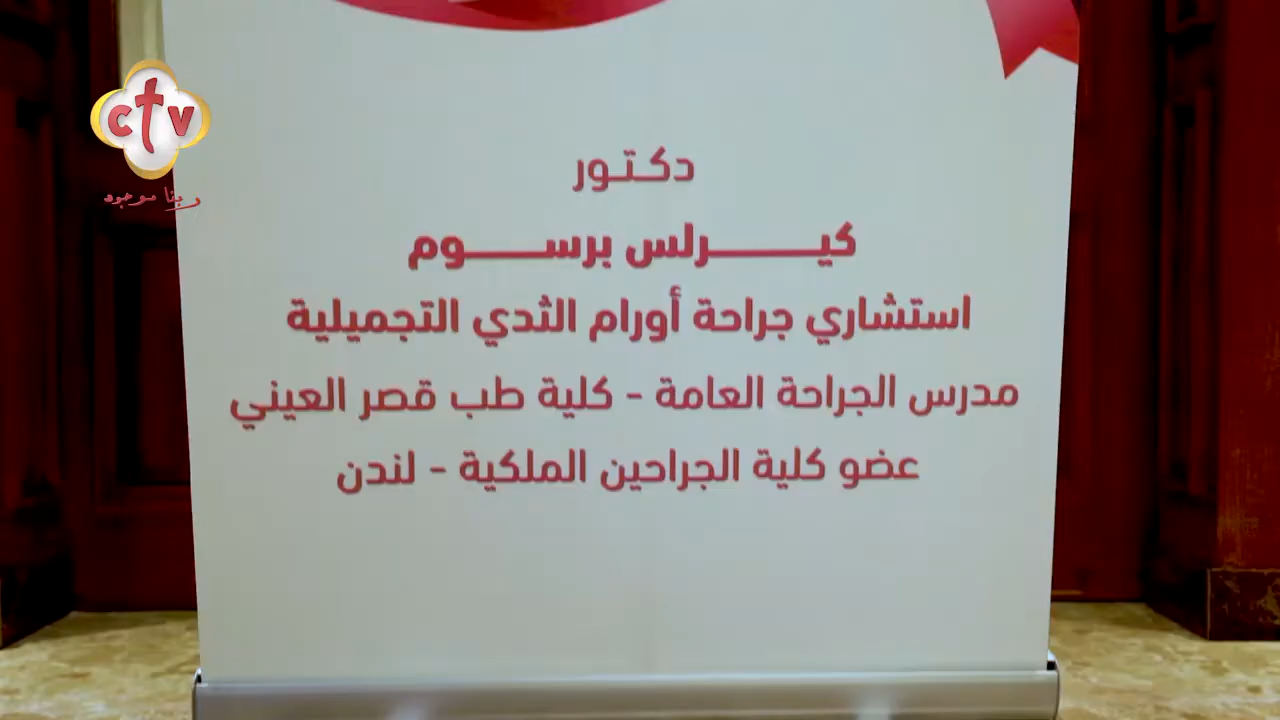 ctv
ربنا موجود
دكتور
كيرلس برسوم
استشاري جراحة أورام الثدي التجميلية
مدرس الجراحة العامة - كلية طب قصر العيني
عضو كلية الجراحين الملكية - لندن